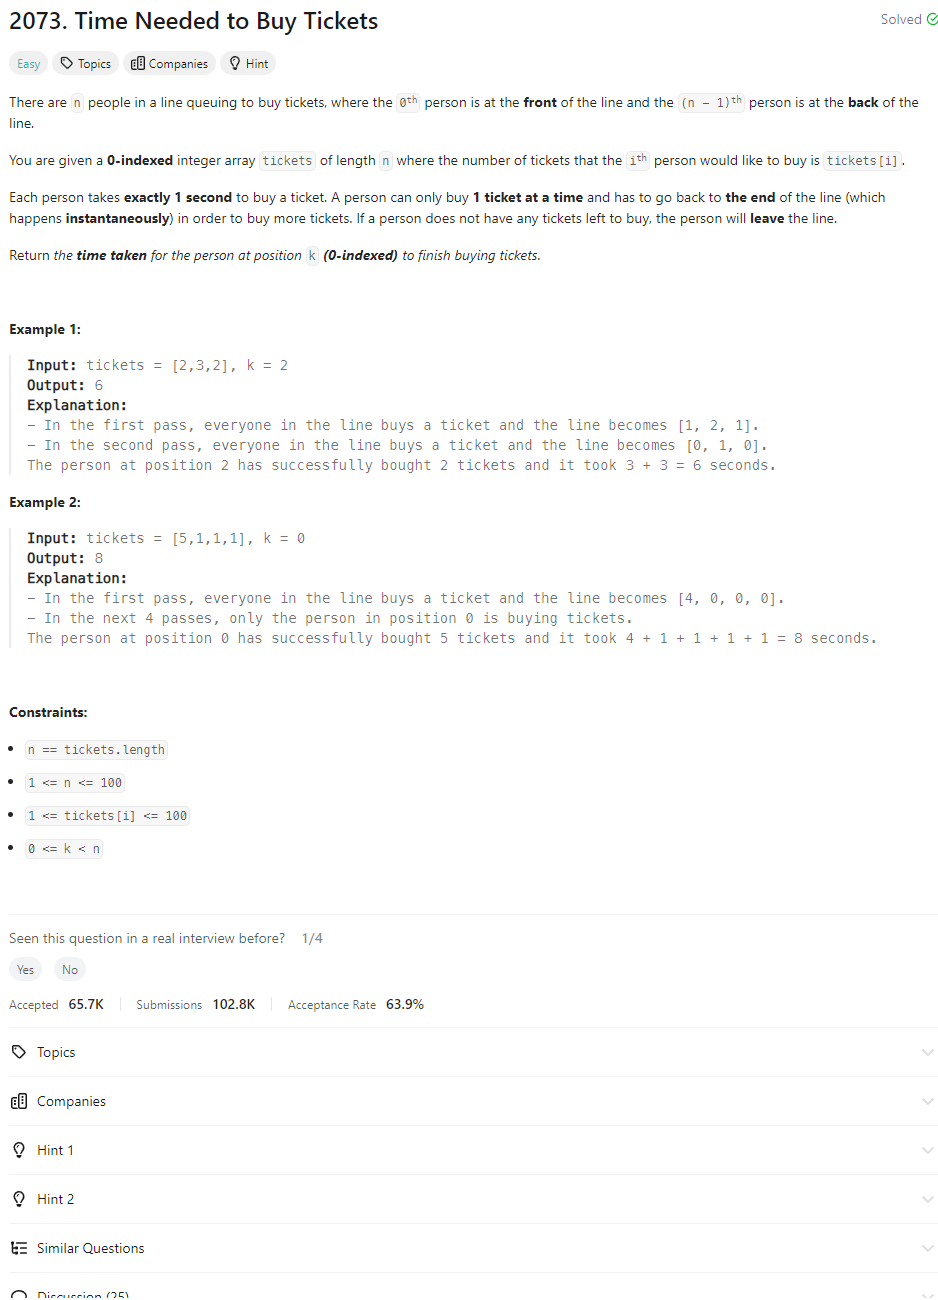 2073. Time Needed to Buy Tickets
Solved
Easy Topics Companies Hint
There are n people in a line queuing to buy tickets, where the 0th person is at the front of the line and the (n - 1)th person is at the back of the
line.
You are given a 0-indexed integer array tickets of length n where the number of tickets that the ith person would like to buy is tickets[i].
Each person takes exactly 1 second to buy a ticket. A person can only buy 1 ticket at a time and has to go back to the end of the line (which
happens instantaneously) in order to buy more tickets. If a person does not have any tickets left to buy, the person will leave the line.
Return the time taken for the person at position k (0-indexed) to finish buying tickets.
Example 1:
Input: tickets = [2,3,2], k = 2
Output: 6
Explanation:
- In the first pass, everyone in the line buys a ticket and the line becomes [1, 2, 1].
- In the second pass, everyone in the line buys a ticket and the line becomes [0, 1, 0].
The person at position 2 has successfully bought 2 tickets and it took 3 + 3 = 6 seconds.
Example 2:
Input: tickets = [5,1,1,1], k = 0
Output: 8
Explanation:
- In the first pass, everyone in the line buys a ticket and the line becomes [4, 0, 0, 0].
- In the next 4 passes, only the person in position 0 is buying tickets.
The person at position 0 has successfully bought 5 tickets and it took 4 + 1 + 1 + 1 + 1 = 8 seconds.
Constraints:
• n == tickets.length
• 1 <= n <= 100
• 1 <= tickets[i] <= 100
• 0 <= k < n
Seen this question in a real interview before? 1/4
Yes No
Accepted 65.7K Submissions 102.8K Acceptance Rate 63.9%
Topics
Companies
Hint 1
Hint 2
Similar Questions
Discussion (25)